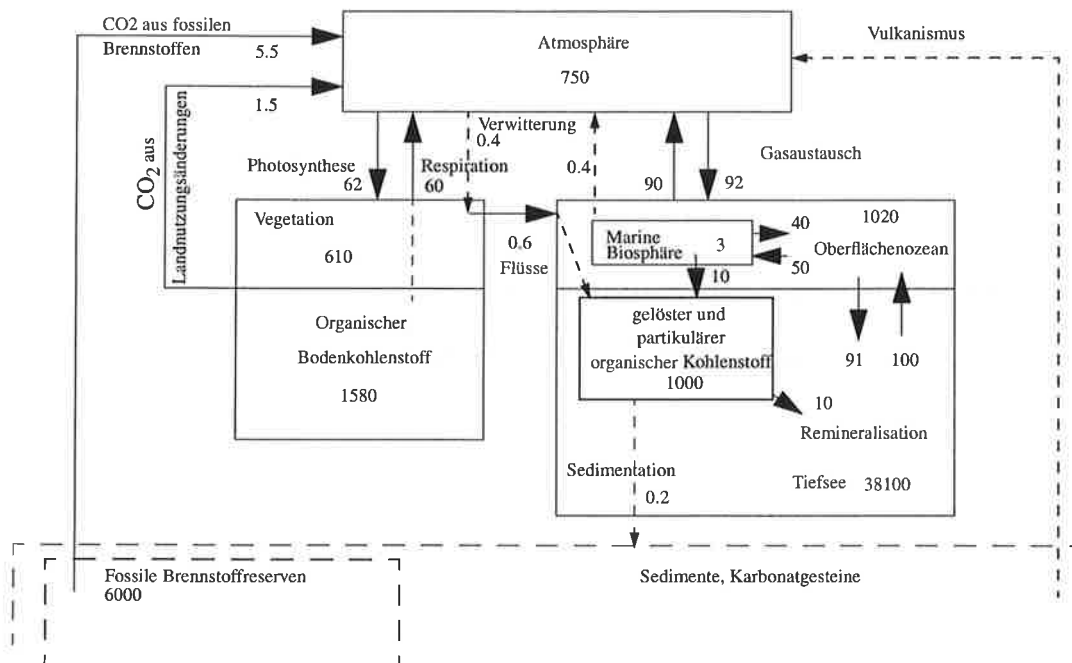 CO2 aus fossilen
Brennstoffen
5.5
Atmosphäre
750
Vulkanismus
1.5
CO2 aus
Landnutzungsänderungen
Verwitterung
0.4
0.4
Photosynthese
62
Respiration
60
90
92
Gasaustausch
Vegetation
610
0.6
Flüsse
Marine
Biosphäre
3
40
50
10
1020
Oberflächenozean
Organischer
Bodenkohlenstoff
1580
gelöster und
partikulärer
organischer Kohlenstoff
1000
91
100
10
Remineralisation
Sedimentation
0.2
Tiefsee 38100
Fossile Brennstoffreserven
6000
Sedimente, Karbonatgesteine